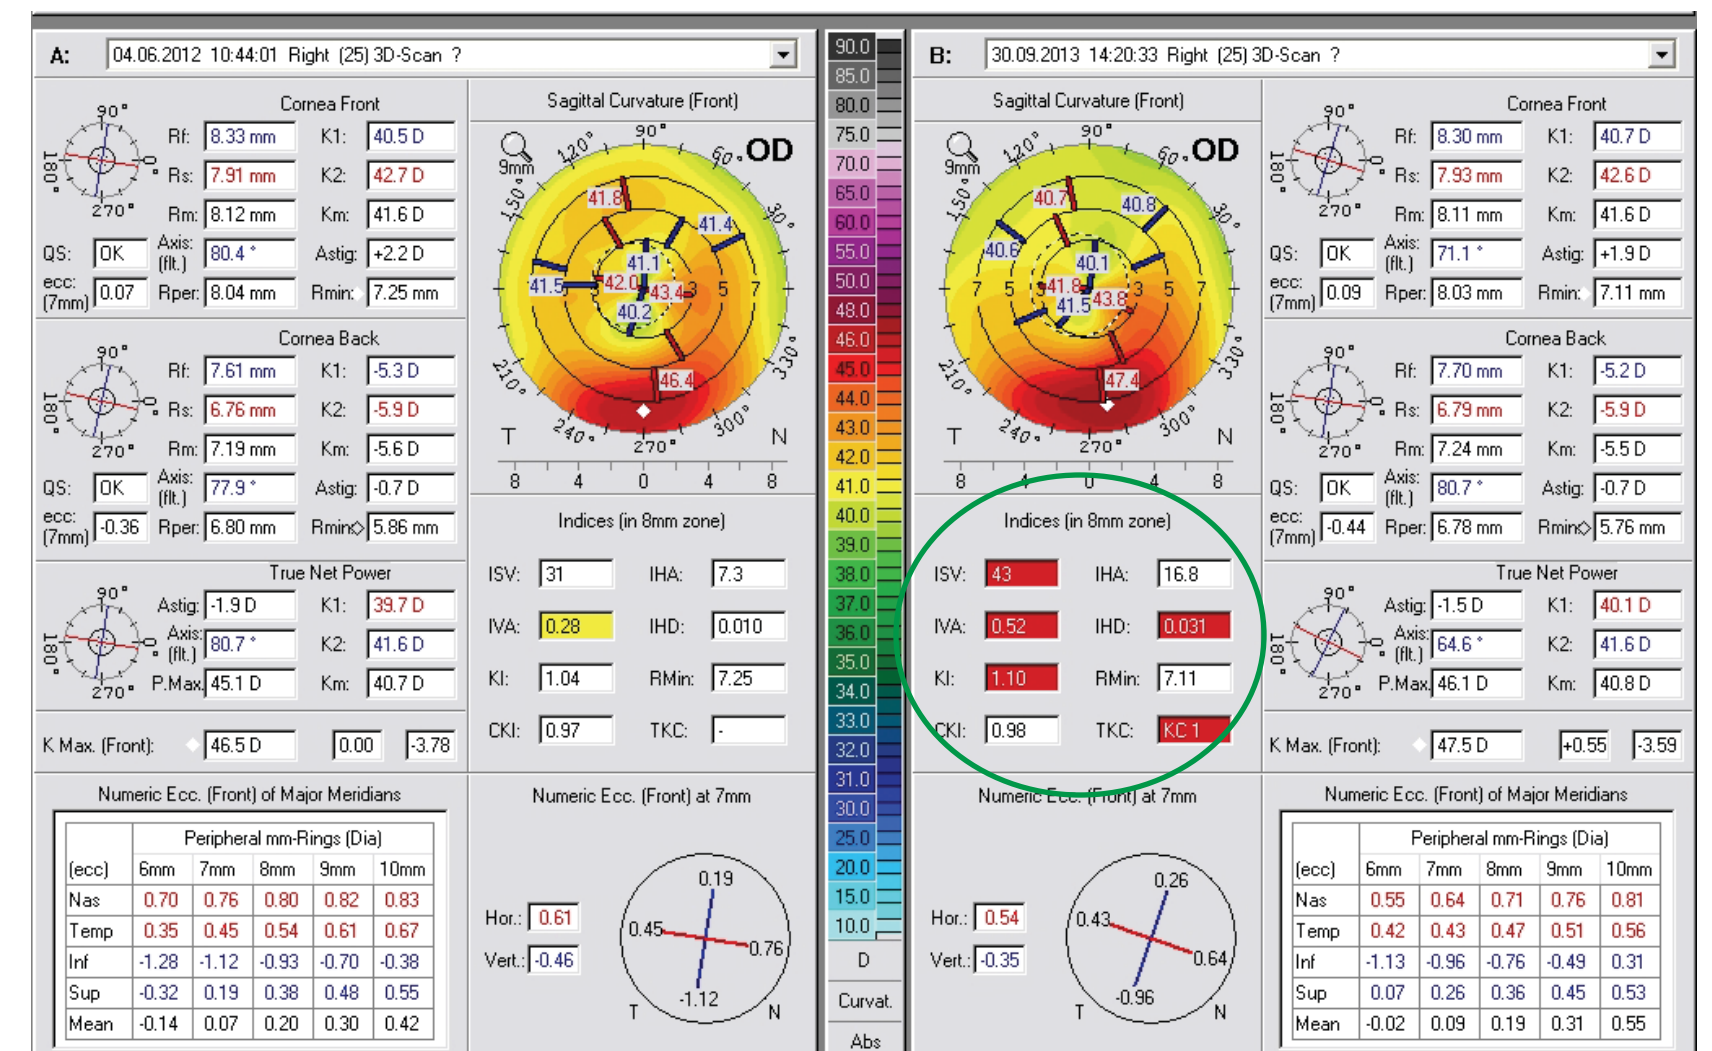 A: 04.06.2012 10:44:01 Right (25) 3D-Scan ?
Cornea Front
90°
180°
0°
270°
Rf: 8.33 mm K1: 40.5 D
Rs: 7.91 mm K2: 42.7 D
Rm: 8.12 mm Km: 41.6 D
QS: OK Axis: (flt.) 80.4 ° Astig: +2.2 D
ecc: (7mm) 0.07 Rper: 8.04 mm Rmin: 7.25 mm
Cornea Back
90°
180°
0°
270°
Rf: 7.61 mm K1: -5.3 D
Rs: 6.76 mm K2: -5.9 D
Rm: 7.19 mm Km: -5.6 D
QS: OK Axis: (flt.) 77.9 ° Astig: -0.7 D
ecc: (7mm) -0.36 Rper: 6.80 mm Rmin: 5.86 mm
True Net Power
90°
180°
0°
270°
Astig: -1.9 D K1: 39.7 D
Axis: (flt.) 80.7 ° K2: 41.6 D
P.Max. 45.1 D Km: 40.7 D
K Max. (Front): 46.5 D 0.00 -3.78
Numeric Ecc. (Front) of Major Meridians
Peripheral mm-Rings (Dia)
(ecc) 6mm 7mm 8mm 9mm 10mm
Nas 0.70 0.76 0.80 0.82 0.83
Temp 0.35 0.45 0.54 0.61 0.67
Inf -1.28 -1.12 -0.93 -0.70 -0.38
Sup -0.32 0.19 0.38 0.48 0.55
Mean -0.14 0.07 0.20 0.30 0.42
Sagittal Curvature (Front)
9mm
OD
90°
120° 60°
150° 30°
41.8
41.4
41.1
41.5 42.0 43.4 3 5 7
40.2
46.4
210° 330°
240° 300°
270°
T N
8 4 0 4 8
Indices (in 8mm zone)
ISV: 31 IHA: 7.3
IVA: 0.28 IHD: 0.010
KI: 1.04 RMin: 7.25
CKI: 0.97 TKC: -
Numeric Ecc. (Front) at 7mm
Hor.: 0.61
Vert.: -0.46
0.19
0.45
0.76
-1.12
T N
90.0
85.0
80.0
75.0
70.0
65.0
60.0
55.0
50.0
48.0
46.0
45.0
44.0
43.0
42.0
41.0
40.0
39.0
38.0
37.0
36.0
35.0
34.0
33.0
32.0
31.0
30.0
25.0
20.0
15.0
10.0
D
Curvat.
Abs
B: 30.09.2013 14:20:33 Right (25) 3D-Scan ?
Sagittal Curvature (Front)
9mm
OD
90°
120° 60°
150° 30°
40.7
40.8
40.6
40.1
7 5 3 41.8 43.8 3 5 7
41.5
47.4
210° 330°
240° 300°
270°
T N
8 4 0 4 8
Indices (in 8mm zone)
ISV: 43 IHA: 16.8
IVA: 0.52 IHD: 0.031
KI: 1.10 RMin: 7.11
CKI: 0.98 TKC: KC 1
Numeric Ecc. (Front) at 7mm
Hor.: 0.54
Vert.: -0.35
0.26
0.43
0.64
-0.96
T N
Cornea Front
90°
180°
0°
270°
Rf: 8.30 mm K1: 40.7 D
Rs: 7.93 mm K2: 42.6 D
Rm: 8.11 mm Km: 41.6 D
QS: OK Axis: (flt.) 71.1 ° Astig: +1.9 D
ecc: (7mm) 0.09 Rper: 8.03 mm Rmin: 7.11 mm
Cornea Back
90°
180°
0°
270°
Rf: 7.70 mm K1: -5.2 D
Rs: 6.79 mm K2: -5.9 D
Rm: 7.24 mm Km: -5.5 D
QS: OK Axis: (flt.) 80.7 ° Astig: -0.7 D
ecc: (7mm) -0.44 Rper: 6.78 mm Rmin: 5.76 mm
True Net Power
90°
180°
0°
270°
Astig: -1.5 D K1: 40.1 D
Axis: (flt.) 64.6 ° K2: 41.6 D
P.Max. 46.1 D Km: 40.8 D
K Max. (Front): 47.5 D +0.55 -3.59
Numeric Ecc. (Front) of Major Meridians
Peripheral mm-Rings (Dia)
(ecc) 6mm 7mm 8mm 9mm 10mm
Nas 0.55 0.64 0.71 0.76 0.81
Temp 0.42 0.43 0.47 0.51 0.56
Inf -1.13 -0.96 -0.76 -0.49 0.31
Sup 0.07 0.26 0.36 0.45 0.53
Mean -0.02 0.09 0.19 0.31 0.55